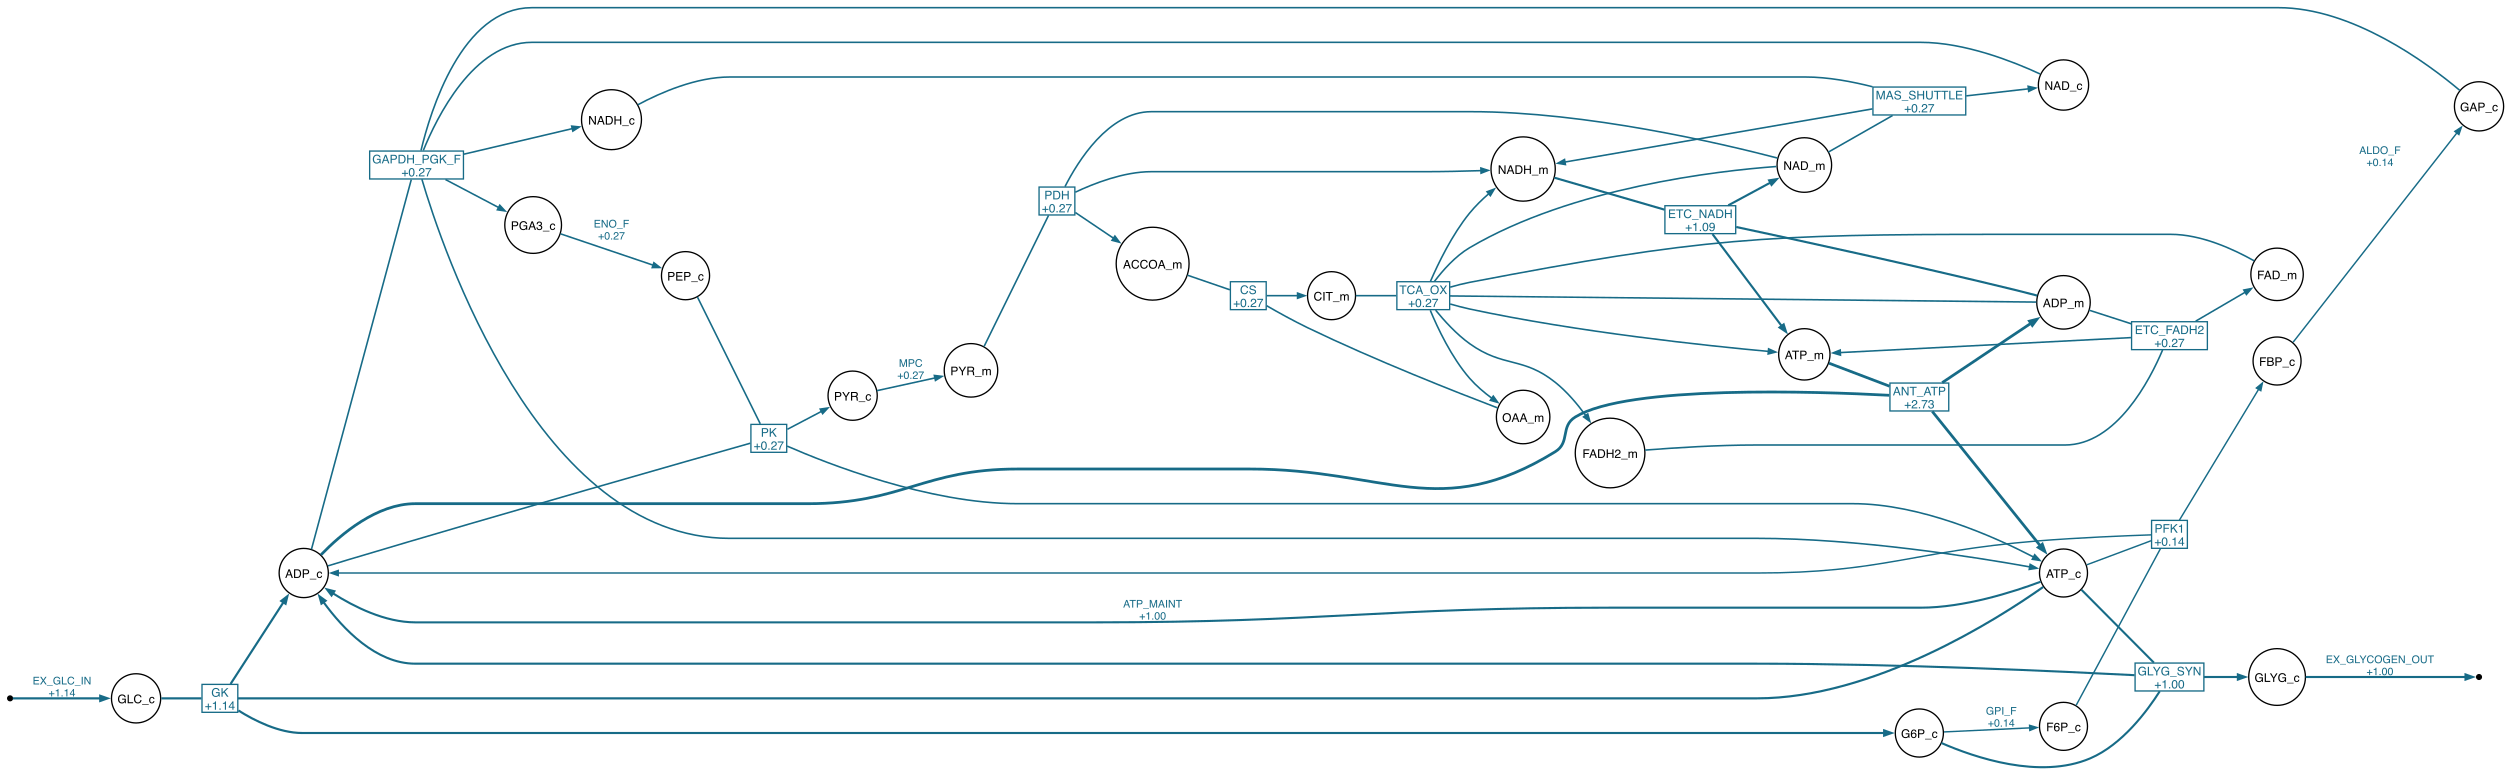 GAP_c
NAD_c
MAS_SHUTTLE
+0.27
NADH_c
ALDO_F
+0.14
GAPDH_PGK_F
+0.27
NADH_m
NAD_m
PDH
+0.27
ETC_NADH
+1.09
PGA3_c
ENO_F
+0.27
ACCOA_m
PEP_c
FAD_m
CS
+0.27
CIT_m
TCA_OX
+0.27
ADP_m
ETC_FADH2
+0.27
ATP_m
FBP_c
MPC
+0.27
PYR_m
PYR_c
ANT_ATP
+2.73
OAA_m
PK
+0.27
FADH2_m
PFK1
+0.14
ADP_c
ATP_c
ATP_MAINT
+1.00
EX_GLC_IN
+1.14
GLC_c
GK
+1.14
GLYG_SYN
+1.00
GLYG_c
EX_GLYCOGEN_OUT
+1.00
G6P_c
GPI_F
+0.14
F6P_c